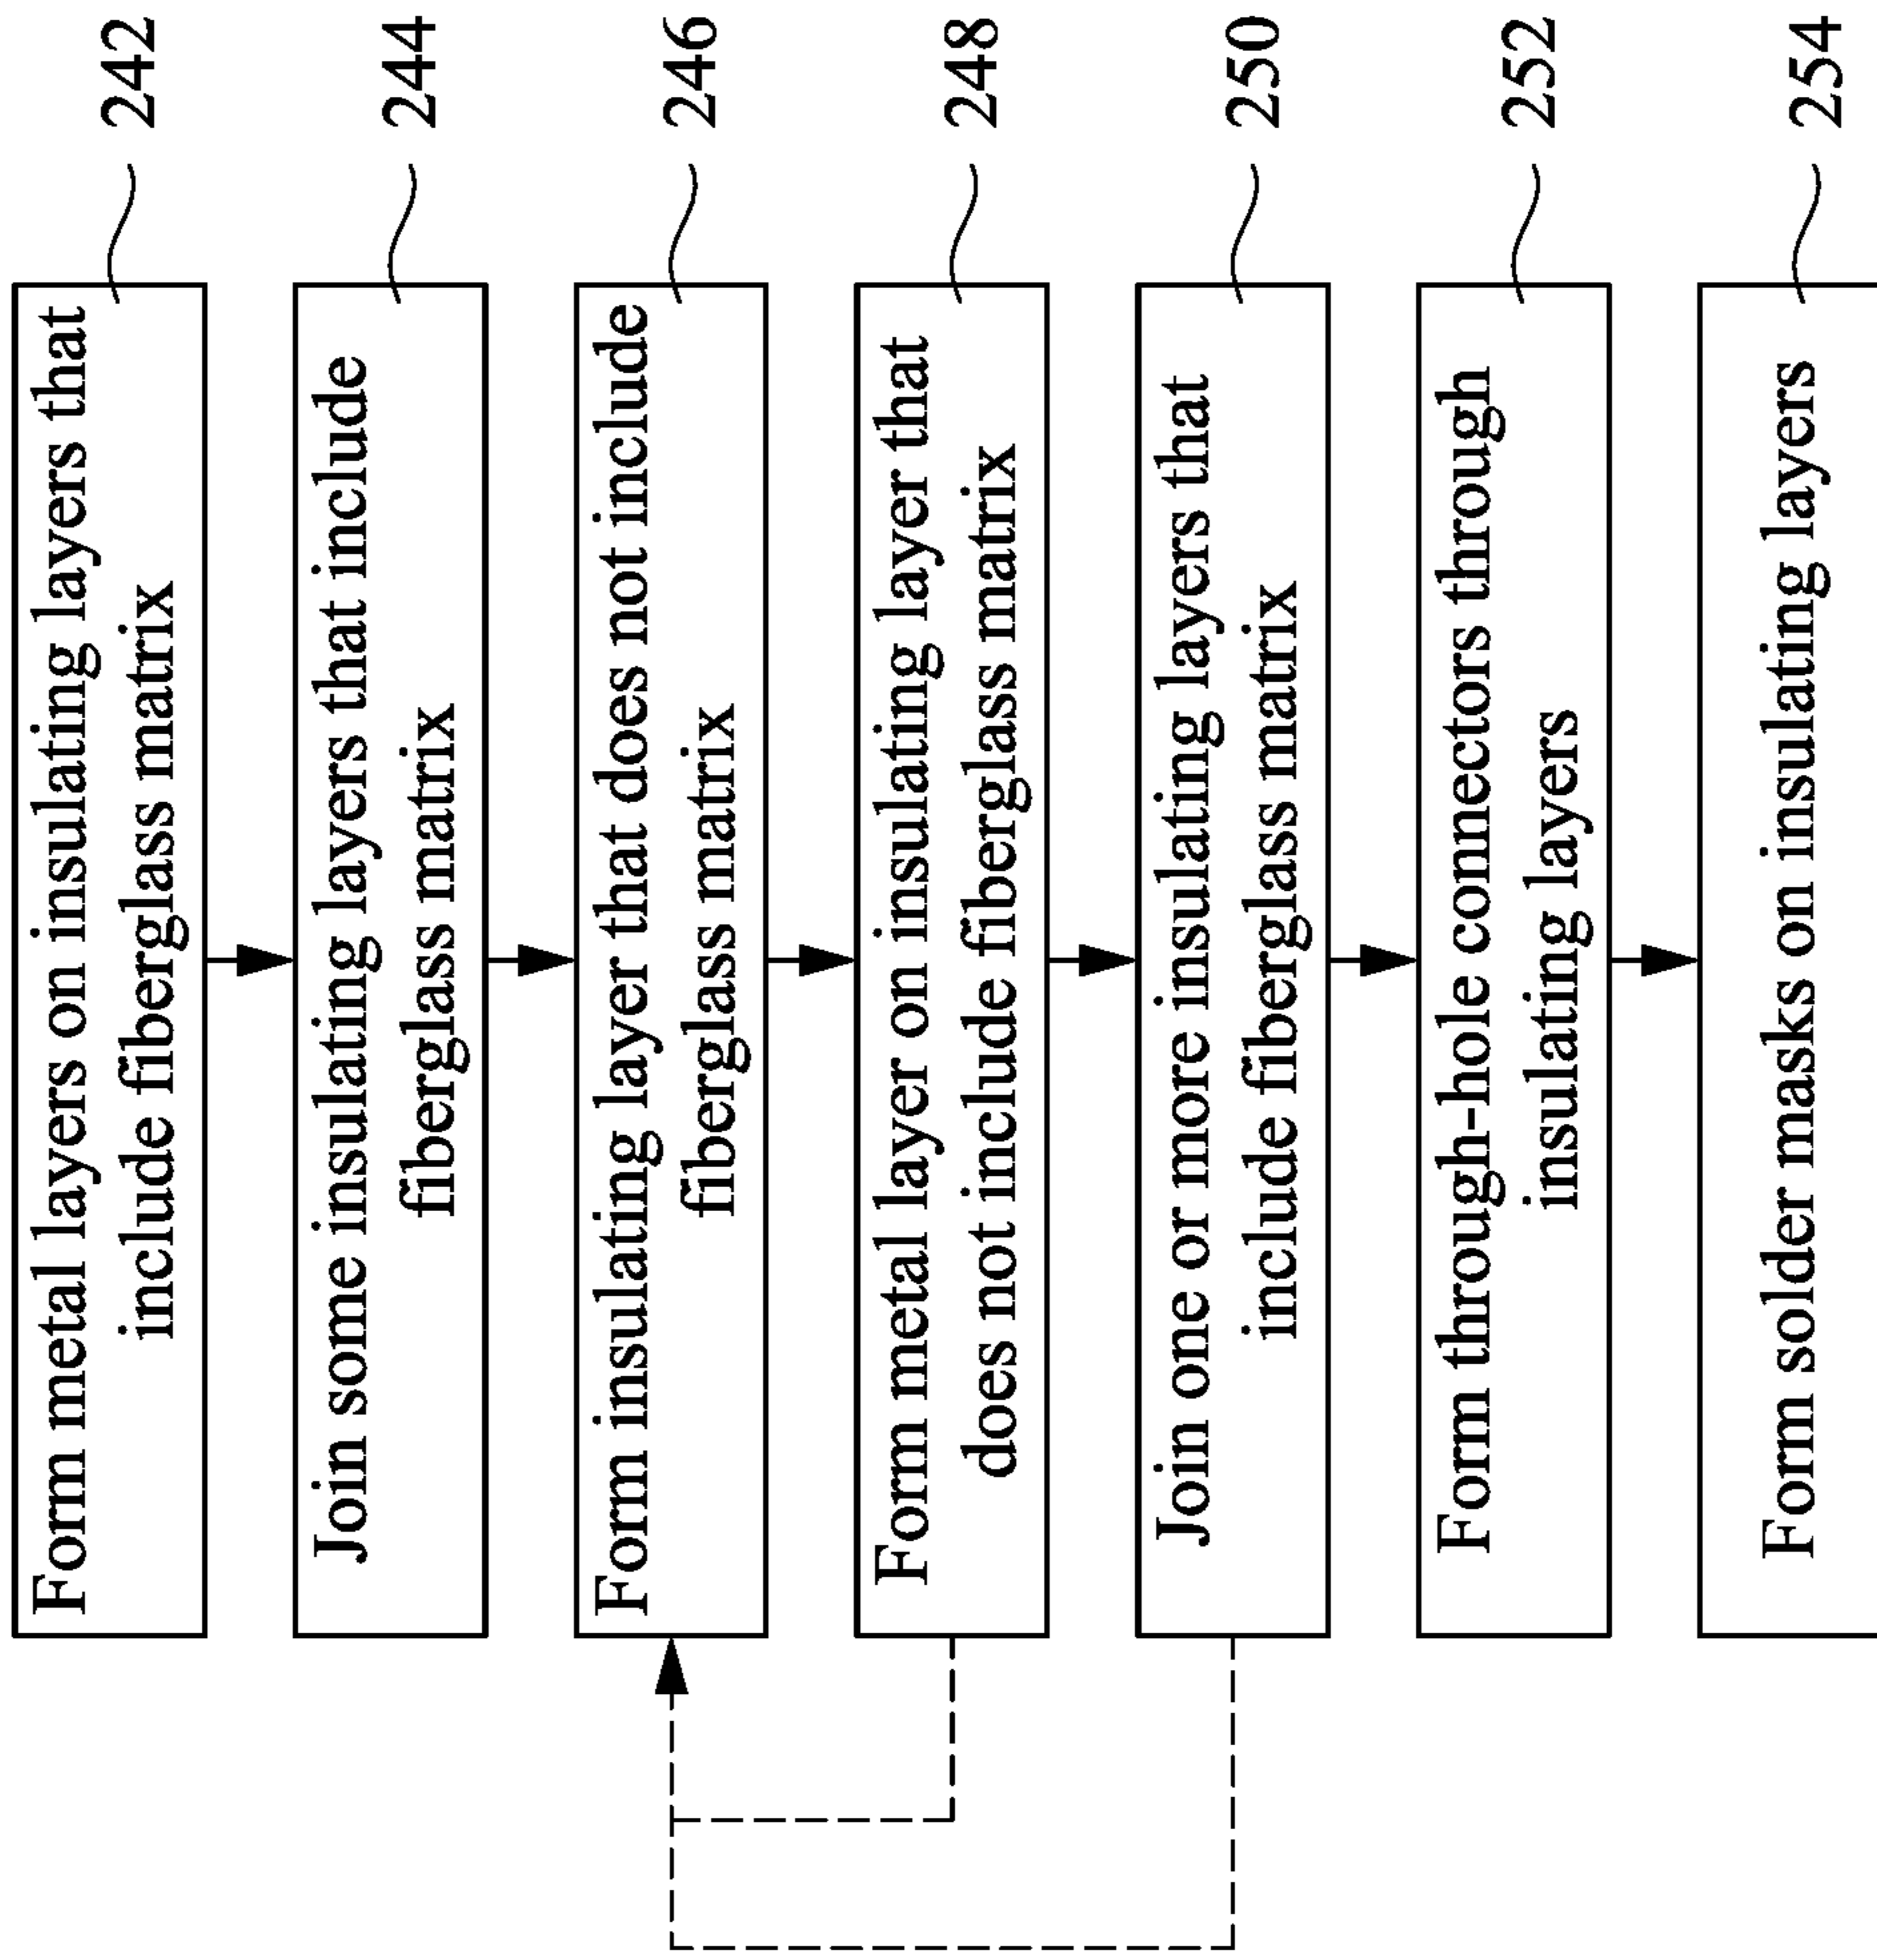 Form metal layers on insulating layers that
include fiberglass matrix
242
Join some insulating layers that include
fiberglass matrix
244
Form insulating layer that does not include
fiberglass matrix
246
Form metal layer on insulating layer that
does not include fiberglass matrix
248
Join one or more insulating layers that
include fiberglass matrix
250
Form through-hole connectors through
insulating layers
252
Form solder masks on insulating layers
254